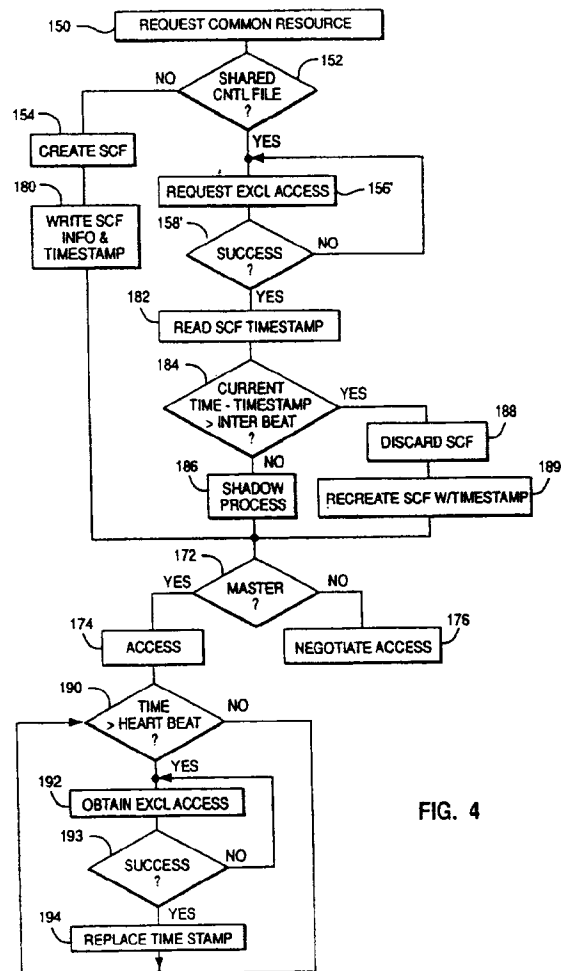 150
REQUEST COMMON RESOURCE
152
NO
SHARED
CNTL FILE
?
154
YES
CREATE SCF
180
REQUEST EXCL ACCESS
156'
WRITE SCF
INFO &
TIMESTAMP
158'
SUCCESS
?
NO
YES
182
READ SCF TIMESTAMP
184
CURRENT
TIME - TIMESTAMP
> INTER BEAT
?
YES
188
DISCARD SCF
NO
186
SHADOW
PROCESS
189
RECREATE SCF W/TIMESTAMP
172
YES
MASTER
?
NO
174
ACCESS
NEGOTIATE ACCESS
176
190
TIME
> HEART BEAT
?
NO
YES
192
OBTAIN EXCL ACCESS
193
SUCCESS
?
NO
YES
194
REPLACE TIME STAMP
FIG. 4